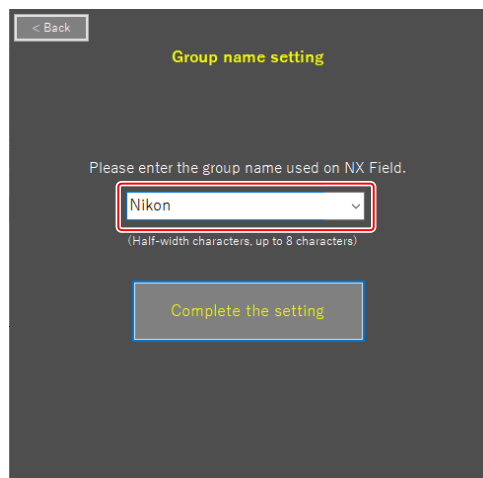 < Back
Group name setting
Please enter the group name used on NX Field.
Nikon
(Half-width characters, up to 8 characters)
Complete the setting